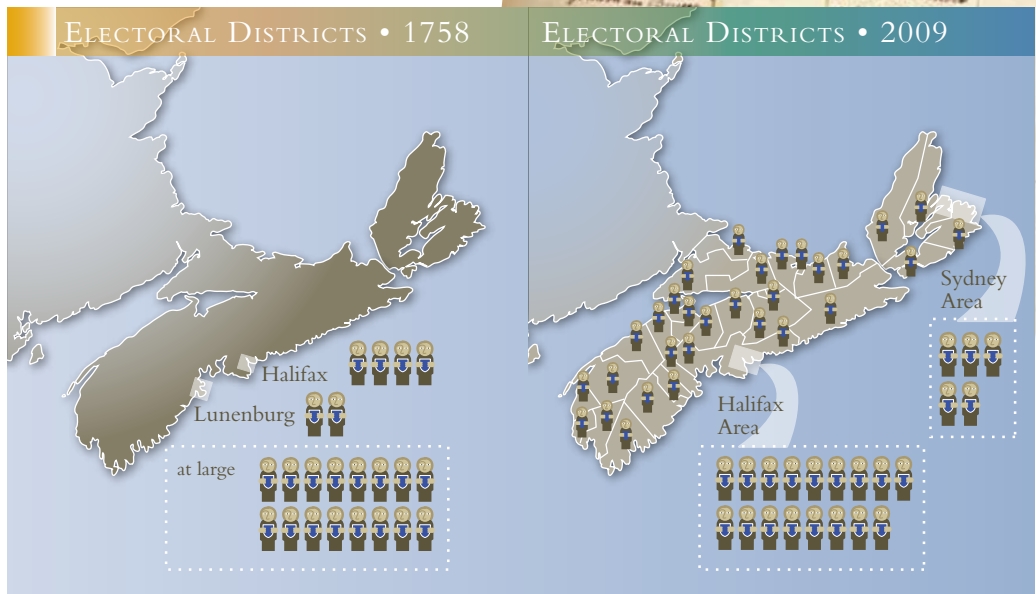 ELECTORAL DISTRICTS • 1758
Halifax
Lunenburg
at large
ELECTORAL DISTRICTS • 2009
Sydney
Area
Halifax
Area